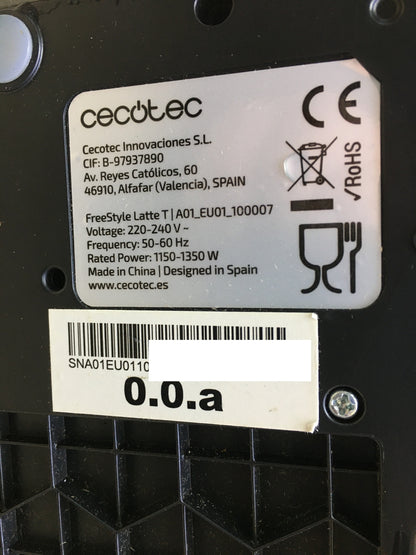 cecotec
CE
Cecotec Innovaciones S.L.
CIF: B-97937890
Av. Reyes Católicos, 60
46910, Alfafar (Valencia), SPAIN
√RoHS
FreeStyle Latte T | A01_EU01_100007
Voltage: 220-240 V ~
Frequency: 50-60 Hz
Rated Power: 1150-1350 W
Made in China | Designed in Spain
www.cecotec.es
SNA01EU0110
0.0.a